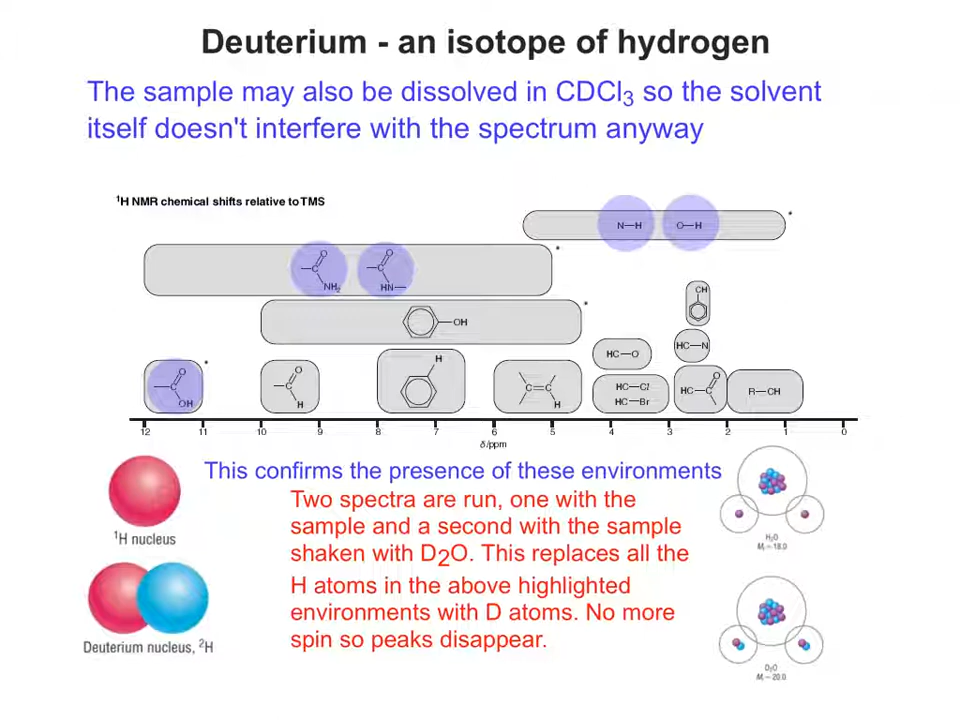 Deuterium - an isotope of hydrogen
The sample may also be dissolved in CDCl3 so the solvent
itself doesn't interfere with the spectrum anyway
1H NMR chemical shifts relative to TMS
N—H
O—H
*
C
O
NH2
C
O
HN
*
OH
*
CH
HC—O
HC—N
C
O
OH
*
C
O
H
H
C=C
H
HC—Cl
HC—Br
HC—C
O
R—CH
12 11 10 9 8 7 6 5 4 3 2 1 0
δ/ppm
This confirms the presence of these environments
Two spectra are run, one with the
sample and a second with the sample
shaken with D2O. This replaces all the
H atoms in the above highlighted
environments with D atoms. No more
spin so peaks disappear.
1H nucleus
Deuterium nucleus, 2H
H2O
Mr = 18.0
D2O
Mr = 20.0